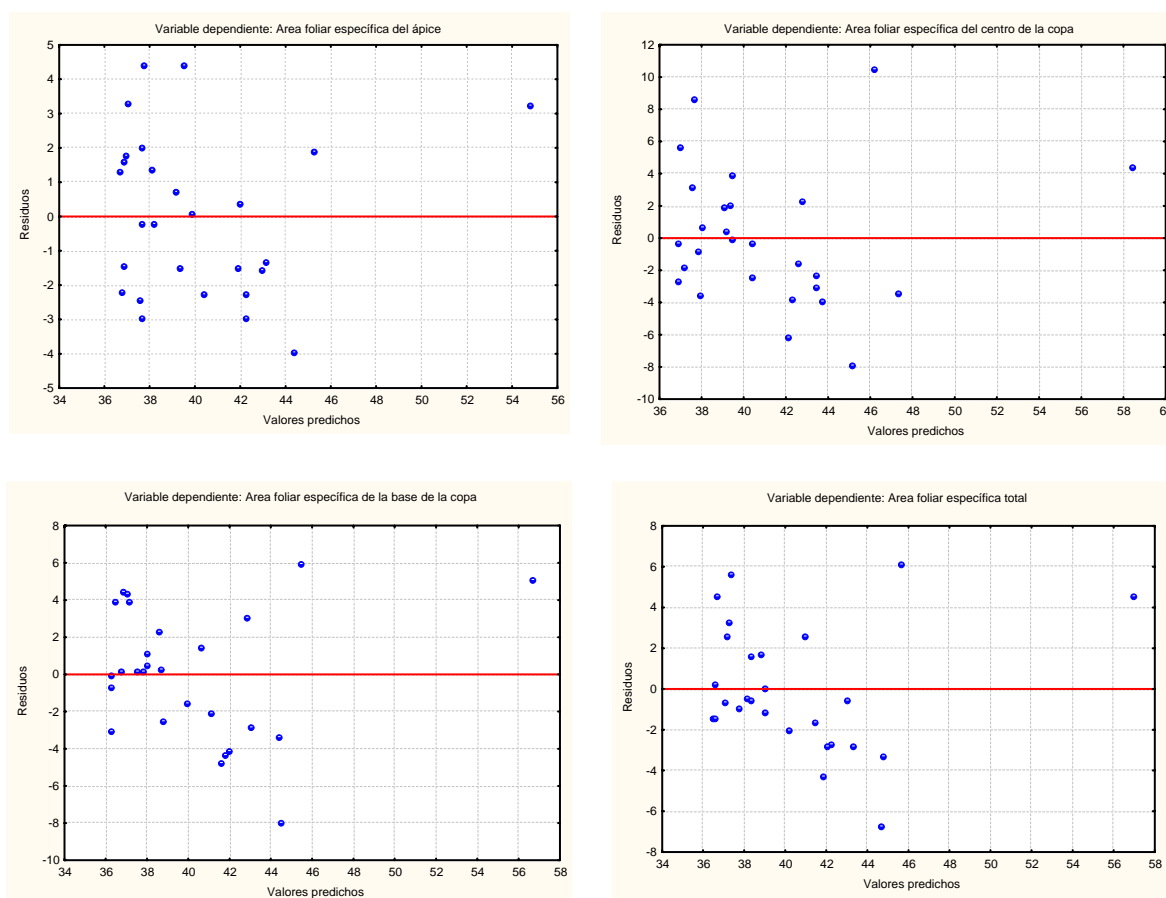 Variable dependiente: Area foliar específica del ápice
5
4
3
2
1
0
-1
-2
-3
-4
-5
Residuos
34 36 38 40 42 44 46 48 50 52 54 56
Valores predichos
Variable dependiente: Area foliar específica del centro de la copa
12
10
8
6
4
2
0
-2
-4
-6
-8
-10
Residuos
36 38 40 42 44 46 48 50 52 54 56 58
Valores predichos
Variable dependiente: Area foliar específica de la base de la copa
8
6
4
2
0
-2
-4
-6
-8
-10
Residuos
34 36 38 40 42 44 46 48 50 52 54 56 58
Valores predichos
Variable dependiente: Area foliar específica total
8
6
4
2
0
-2
-4
-6
-8
Residuos
34 36 38 40 42 44 46 48 50 52 54 56 58
Valores predichos